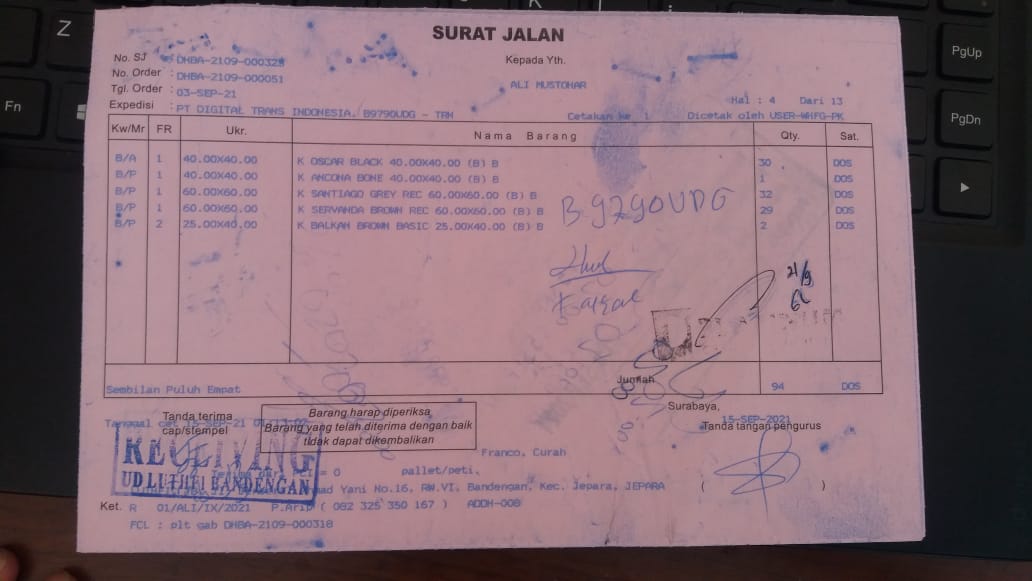 SURAT JALAN
No. SJ : DHBA-2109-000325
No. Order : DHBA-2109-000051
Tgl. Order : 03-SEP-21
Expedisi : PT DIGITAL TRANS INDONESIA. B9790UDG - TRM
Kepada Yth.
ALI MUSTOHAR
Hal : 4 Dari 13
Cetakan ke 1 Dicetak oleh USER-WHFG-PK
Kw/Mr FR Ukr. Nama Barang Qty. Sat.
B/A 1 40.00X40.00 K OSCAR BLACK 40.00X40.00 (B) B 30 DOS
B/P 1 40.00X40.00 K ANCONA BONE 40.00X40.00 (B) B 1 DOS
B/P 1 60.00X60.00 K SANTIAGO GREY REC 60.00X60.00 (B) B 32 DOS
B/P 1 60.00X60.00 K SERVANDA BROWN REC 60.00X60.00 (B) B 29 DOS
B/P 2 25.00X40.00 K BALKAN BROWN BASIC 25.00X40.00 (B) B 2 DOS
B 9790UDG
21/9
Jumlah
Sembilan Puluh Empat 94 DOS
Surabaya,
15-SEP-2021
Tanda terima
cap/stempel
Tanggal cet 15-SEP-21
Barang harap diperiksa
Barang yang telah diterima dengan baik
tidak dapat dikembalikan
Tanda tangan pengurus
Franco, Curah
RECEIVING
UD LUTHFI BANDENGAN
= 0 pallet/peti.
Yani No.16, RW.VI, Bandengan, Kec. Jepara, JEPARA
( )
Ket. R 01/ALI/IX/2021 P.Arip ( 082 325 350 167 ) ADDH-008
FCL : plt gab DHBA-2109-000318
Z
Fn
PgUp
PgDn